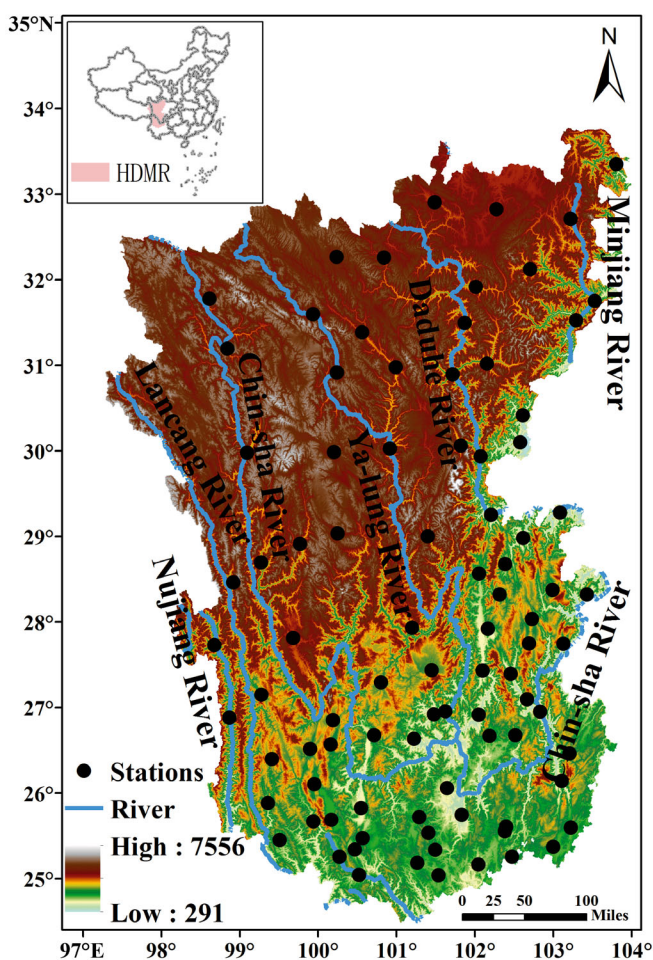 35°N
34°
33°
32°
31°
30°
29°
28°
27°
26°
25°
HDMR
N
Minjiang River
Daduhe River
Chin-sha River
Lancang River
Ya-lung River
Nujiang River
Chin-sha River
Stations
River
High : 7556
Low : 291
0 25 50 100
Miles
97°E 98° 99° 100° 101° 102° 103° 104°